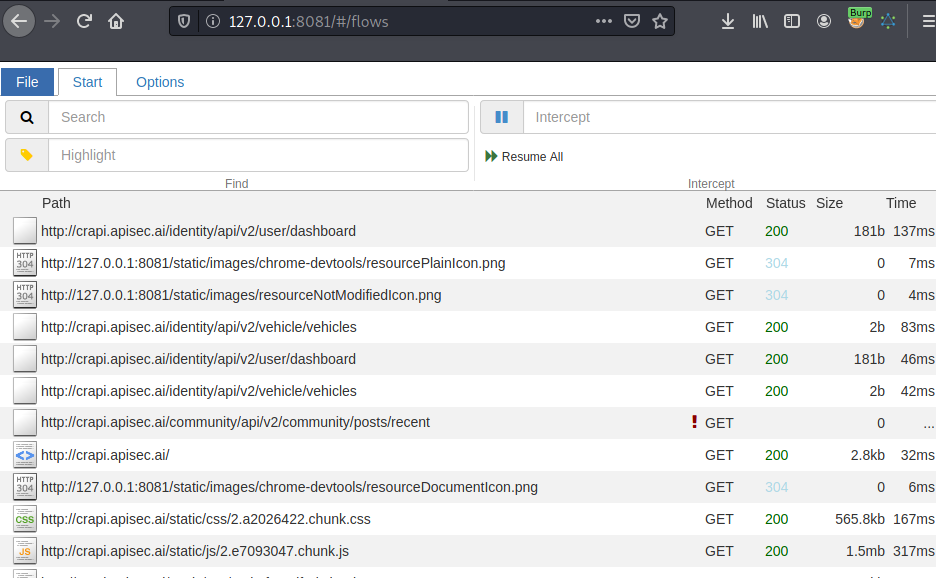 127.0.0.1:8081/#/flows
Burp
File Start Options
Search Intercept
Highlight Resume All
Find Intercept
Path Method Status Size Time
http://crapi.apisec.ai/identity/api/v2/user/dashboard GET 200 181b 137ms
HTTP 304 http://127.0.0.1:8081/static/images/chrome-devtools/resourcePlainIcon.png GET 304 0 7ms
HTTP 304 http://127.0.0.1:8081/static/images/resourceNotModifiedIcon.png GET 304 0 4ms
http://crapi.apisec.ai/identity/api/v2/vehicle/vehicles GET 200 2b 83ms
http://crapi.apisec.ai/identity/api/v2/user/dashboard GET 200 181b 46ms
http://crapi.apisec.ai/identity/api/v2/vehicle/vehicles GET 200 2b 42ms
http://crapi.apisec.ai/community/api/v2/community/posts/recent ! GET 0 ...
<> http://crapi.apisec.ai/ GET 200 2.8kb 32ms
HTTP 304 http://127.0.0.1:8081/static/images/chrome-devtools/resourceDocumentIcon.png GET 304 0 6ms
CSS http://crapi.apisec.ai/static/css/2.a2026422.chunk.css GET 200 565.8kb 167ms
JS http://crapi.apisec.ai/static/js/2.e7093047.chunk.js GET 200 1.5mb 317ms